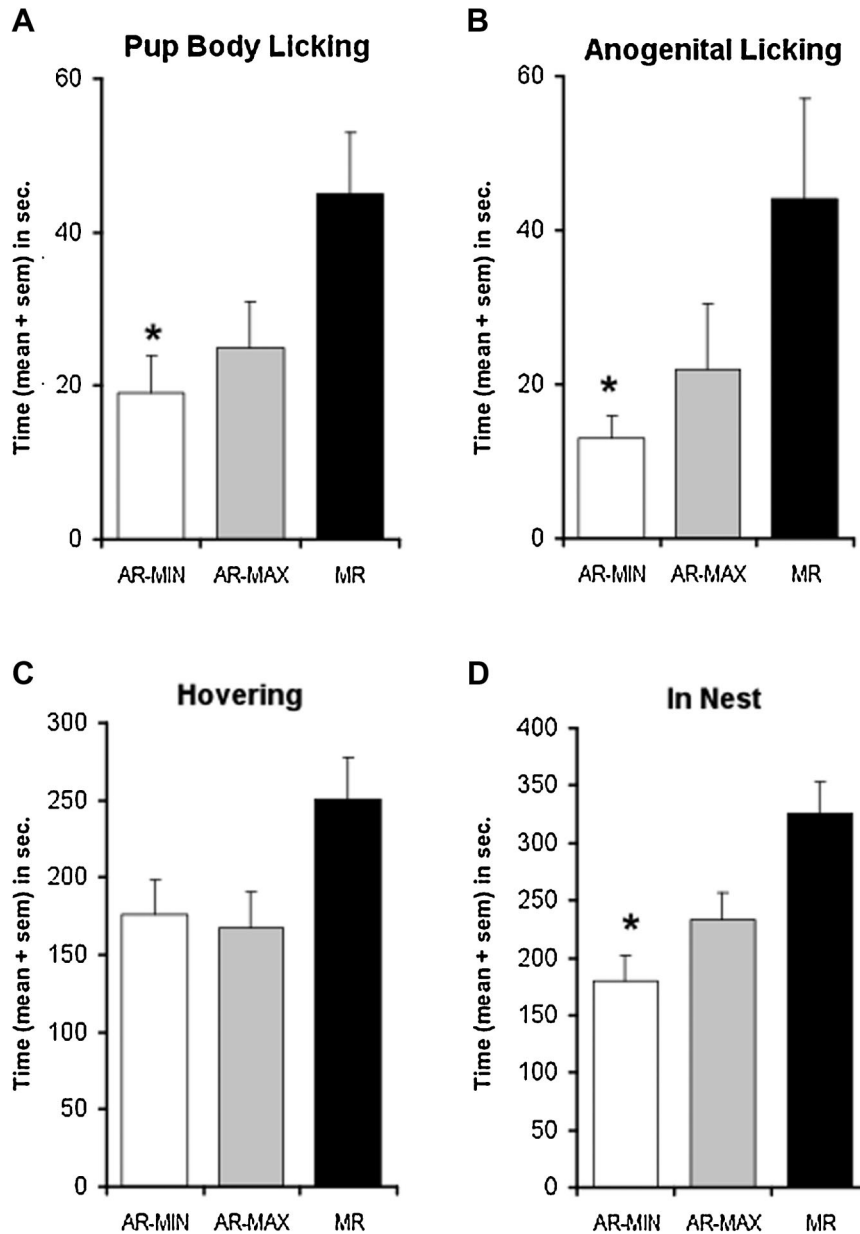 A
Pup Body Licking
Time (mean + sem) in sec.
60
40
20
0
*
AR-MIN AR-MAX MR
B
Anogenital Licking
Time (mean + sem) in sec.
60
40
20
0
*
AR-MIN AR-MAX MR
C
Hovering
Time (mean + sem) in sec.
300
250
200
150
100
50
0
AR-MIN AR-MAX MR
D
In Nest
Time (mean + sem) in sec.
400
350
300
250
200
150
100
50
0
*
AR-MIN AR-MAX MR